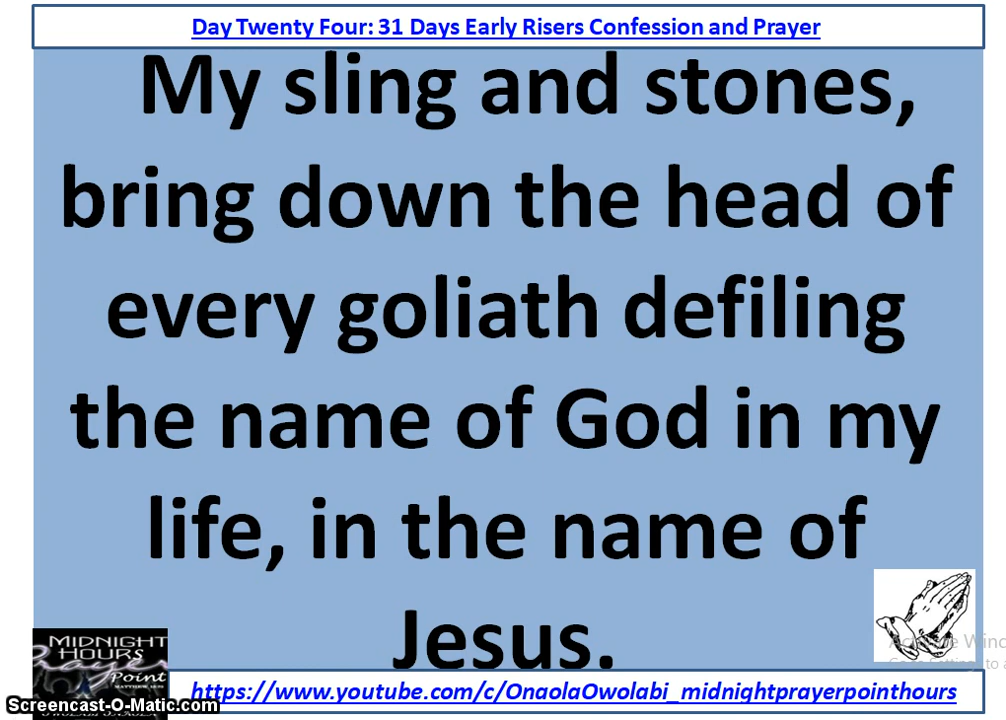 Day Twenty Four: 31 Days Early Risers Confession and Prayer
My sling and stones,
bring down the head of
every goliath defiling
the name of God in my
life, in the name of
Jesus.
MIDNIGHT
HOURS
Prayer
Point
https://www.youtube.com/c/OnaolaOwolabi_midnightprayerpointhours
Screencast-O-Matic.com